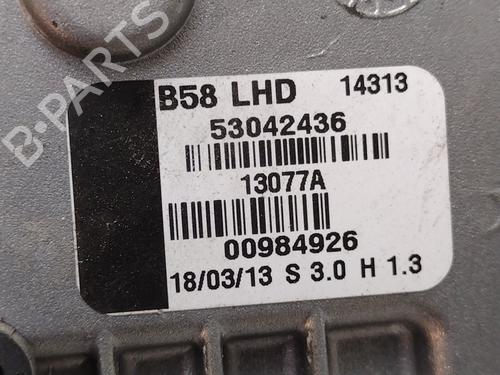 B58 LHD 14313
53042436
13077A
00984926
18/03/13 S 3.0 H 1.3
B-PARTS